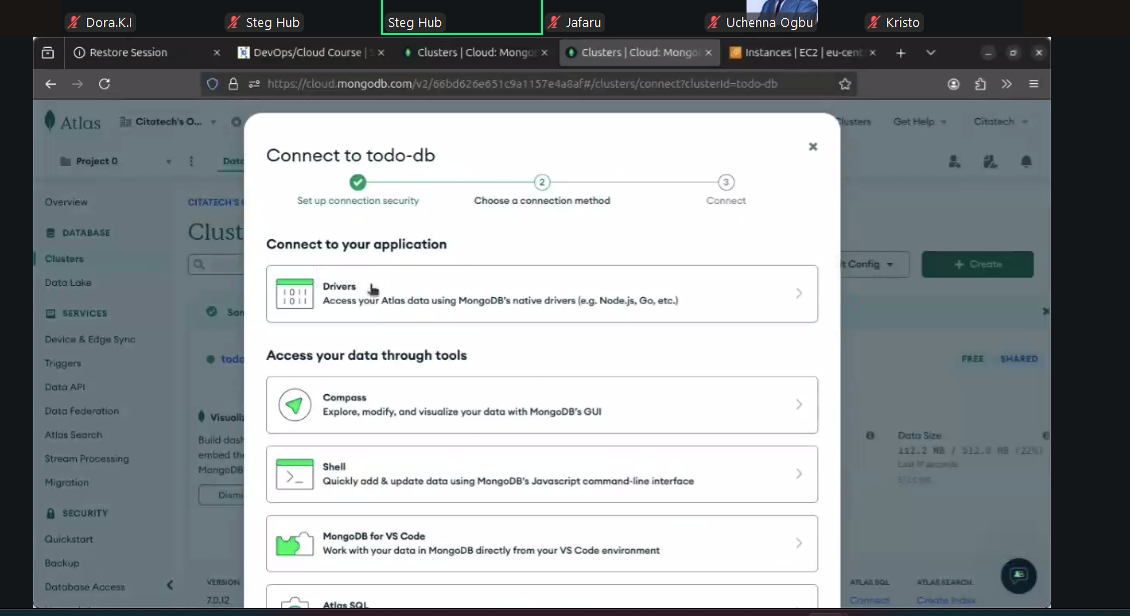 Dora.K.I
Steg Hub
Steg Hub
Jafaru
Uchenna Ogbu
Kristo
Restore Session
DevOps/Cloud Course | S
Clusters | Cloud: Mongo
Clusters | Cloud: Mongo
Instances | EC2 | eu-cent
https://cloud.mongodb.com/v2/66bd626e651c9a1157e4a8af#/clusters/connect?clusterId=todo-db
Atlas
Citatech's O...
Clusters
Get Help
Citatech
Project 0
Data
Connect to todo-db
2
3
Set up connection security
Choose a connection method
Connect
Overview
DATABASE
Clusters
Data Lake
SERVICES
Device & Edge Sync
Triggers
Data API
Data Federation
Atlas Search
Stream Processing
Migration
SECURITY
Quickstart
Backup
Database Access
CITATECH'S
Clust
t Config
+ Create
Sam
todo
FREE
SHARED
Visualiz
Build dash
embed the
MongoDB
Dismi
Data Size
112.2 MB / 512.0 MB (22%)
Last 17 seconds
VERSION
7.0.12
ATLAS SQL
Connect
ATLAS SEARCH
Create Index
Connect to your application
Drivers
Access your Atlas data using MongoDB's native drivers (e.g. Node.js, Go, etc.)
Access your data through tools
Compass
Explore, modify, and visualize your data with MongoDB's GUI
Shell
Quickly add & update data using MongoDB's Javascript command-line interface
MongoDB for VS Code
Work with your data in MongoDB directly from your VS Code environment
Atlas SQL